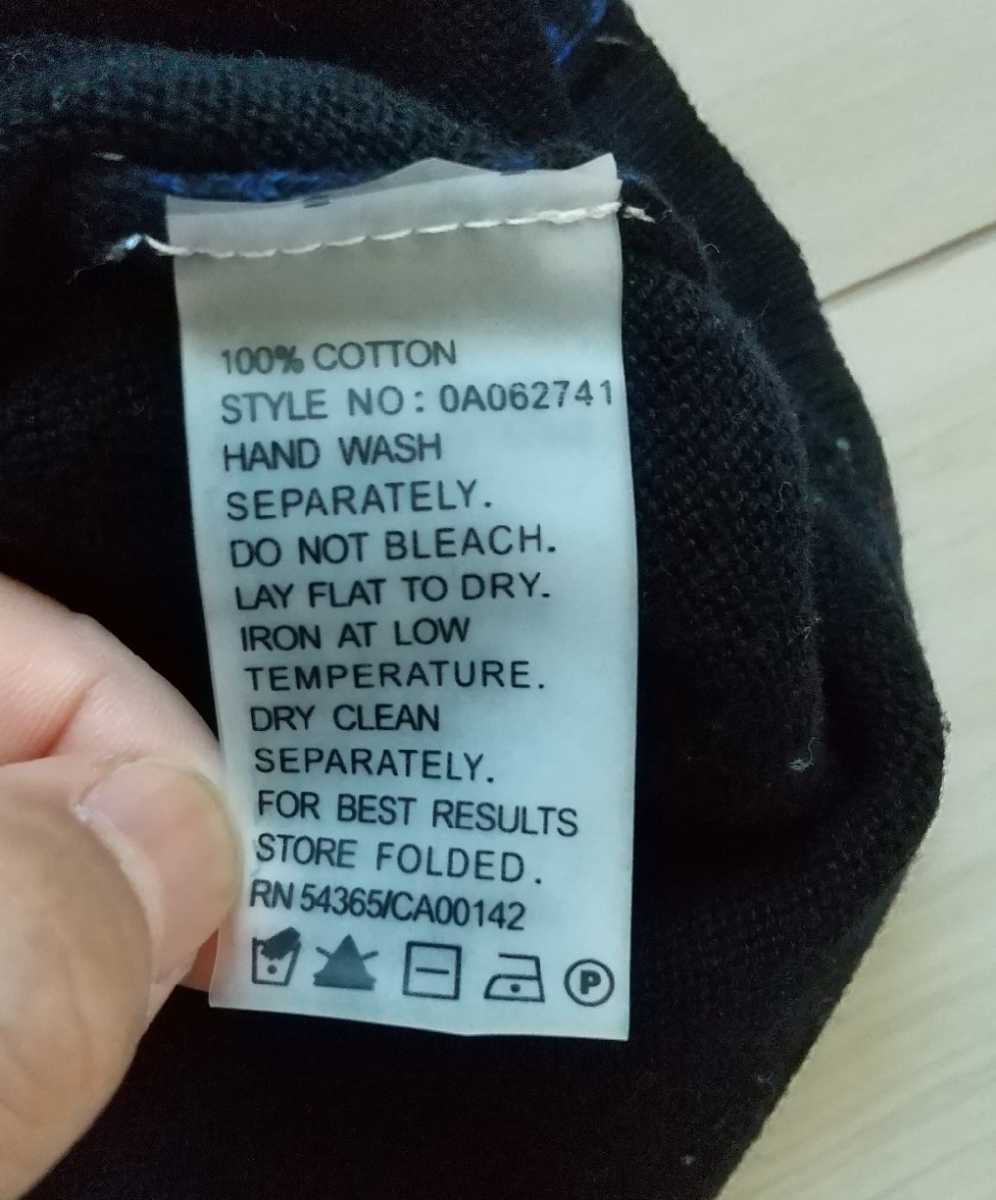 100% COTTON
STYLE NO: 0A062741
HAND WASH
SEPARATELY.
DO NOT BLEACH.
LAY FLAT TO DRY.
IRON AT LOW
TEMPERATURE.
DRY CLEAN
SEPARATELY.
FOR BEST RESULTS
STORE FOLDED.
RN 54365/CA00142
P